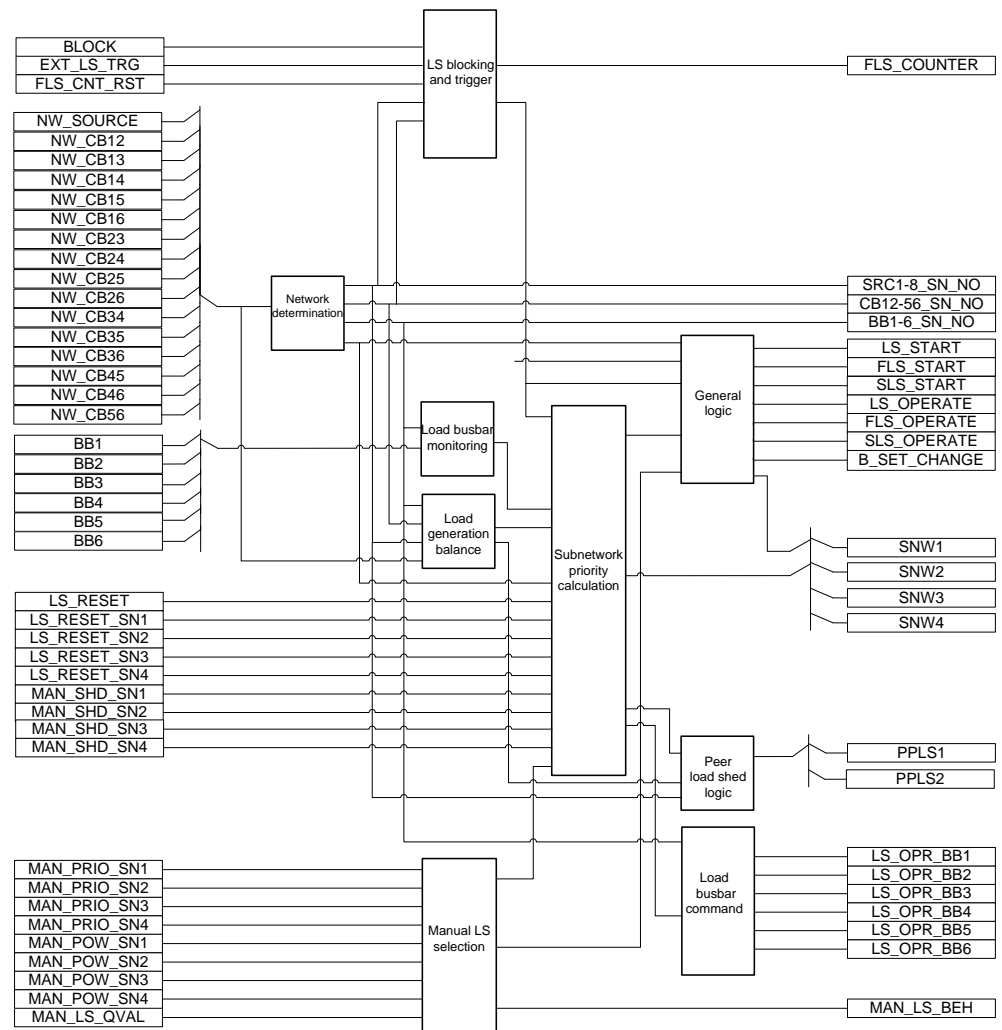 BLOCK
EXT_LS_TRG
FLS_CNT_RST
NW_SOURCE
NW_CB12
NW_CB13
NW_CB14
NW_CB15
NW_CB16
NW_CB23
NW_CB24
NW_CB25
NW_CB26
NW_CB34
NW_CB35
NW_CB36
NW_CB45
NW_CB46
NW_CB56
BB1
BB2
BB3
BB4
BB5
BB6
LS_RESET
LS_RESET_SN1
LS_RESET_SN2
LS_RESET_SN3
LS_RESET_SN4
MAN_SHD_SN1
MAN_SHD_SN2
MAN_SHD_SN3
MAN_SHD_SN4
MAN_PRIO_SN1
MAN_PRIO_SN2
MAN_PRIO_SN3
MAN_PRIO_SN4
MAN_POW_SN1
MAN_POW_SN2
MAN_POW_SN3
MAN_POW_SN4
MAN_LS_QVAL
Network
determination
LS blocking
and trigger
Load busbar
monitoring
Load
generation
balance
Manual LS
selection
Subnetwork
priority
calculation
General
logic
Peer
load shed
logic
Load
busbar
command
FLS_COUNTER
SRC1-8_SN_NO
CB12-56_SN_NO
BB1-6_SN_NO
LS_START
FLS_START
SLS_START
LS_OPERATE
FLS_OPERATE
SLS_OPERATE
B_SET_CHANGE
SNW1
SNW2
SNW3
SNW4
PPLS1
PPLS2
LS_OPR_BB1
LS_OPR_BB2
LS_OPR_BB3
LS_OPR_BB4
LS_OPR_BB5
LS_OPR_BB6
MAN_LS_BEH